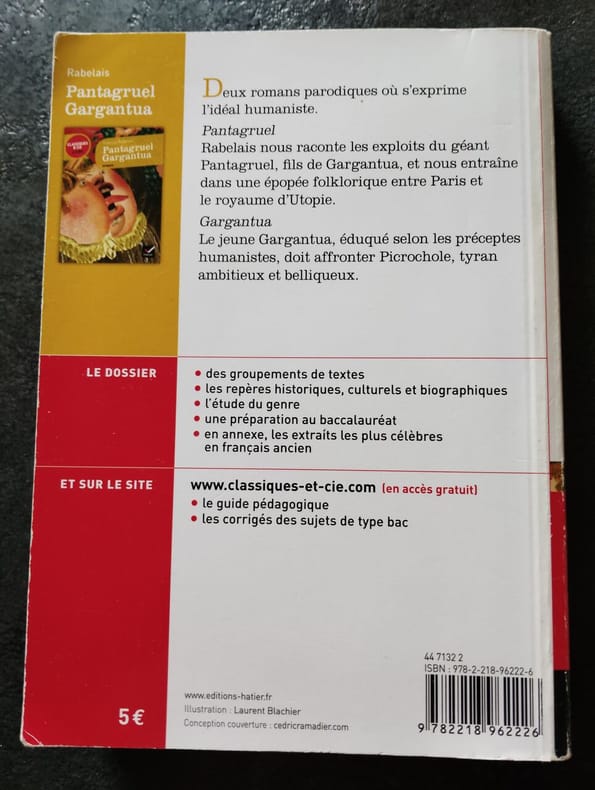 Rabelais
Pantagruel
Gargantua
CLASSIQUES
& CIE
Pantagruel
Gargantua
Deux romans parodiques où s'exprime
l'idéal humaniste.
Pantagruel
Rabelais nous raconte les exploits du géant
Pantagruel, fils de Gargantua, et nous entraîne
dans une épopée folklorique entre Paris et
le royaume d'Utopie.
Gargantua
Le jeune Gargantua, éduqué selon les préceptes
humanistes, doit affronter Picrochole, tyran
ambitieux et belliqueux.
LE DOSSIER
• des groupements de textes
• les repères historiques, culturels et biographiques
• l'étude du genre
• une préparation au baccalauréat
• en annexe, les extraits les plus célèbres
en français ancien
ET SUR LE SITE
www.classiques-et-cie.com (en accès gratuit)
• le guide pédagogique
• les corrigés des sujets de type bac
5 €
www.editions-hatier.fr
Illustration : Laurent Blachier
Conception couverture : cedricramadier.com
44 7132 2
ISBN : 978-2-218-96222-6
9 782218 962226